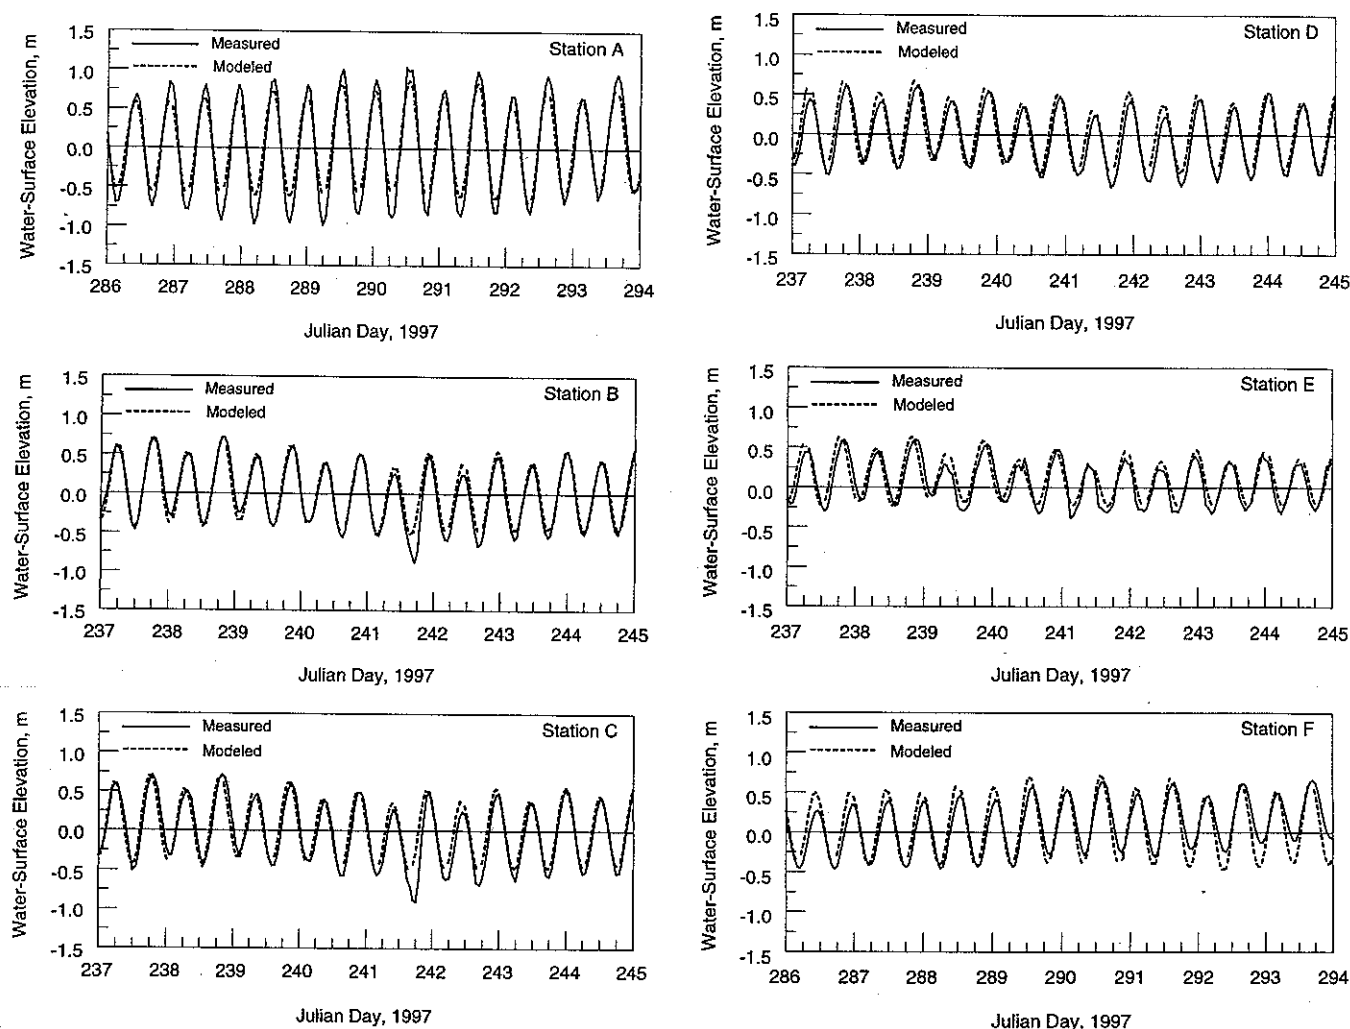 Water-Surface Elevation, m
1.5
1.0
0.5
0.0
-0.5
-1.0
-1.5
Measured
Modeled
Station A
286 287 288 289 290 291 292 293 294
Julian Day, 1997
Water-Surface Elevation, m
1.5
1.0
0.5
0.0
-0.5
-1.0
-1.5
Measured
Modeled
Station D
237 238 239 240 241 242 243 244 245
Julian Day, 1997
Water-Surface Elevation, m
1.5
1.0
0.5
0.0
-0.5
-1.0
-1.5
Measured
Modeled
Station B
237 238 239 240 241 242 243 244 245
Julian Day, 1997
Water-Surface Elevation, m
1.5
1.0
0.5
0.0
-0.5
-1.0
-1.5
Measured
Modeled
Station E
237 238 239 240 241 242 243 244 245
Julian Day, 1997
Water-Surface Elevation, m
1.5
1.0
0.5
0.0
-0.5
-1.0
-1.5
Measured
Modeled
Station C
237 238 239 240 241 242 243 244 245
Julian Day, 1997
Water-Surface Elevation, m
1.5
1.0
0.5
0.0
-0.5
-1.0
-1.5
Measured
Modeled
Station F
286 287 288 289 290 291 292 293 294
Julian Day, 1997